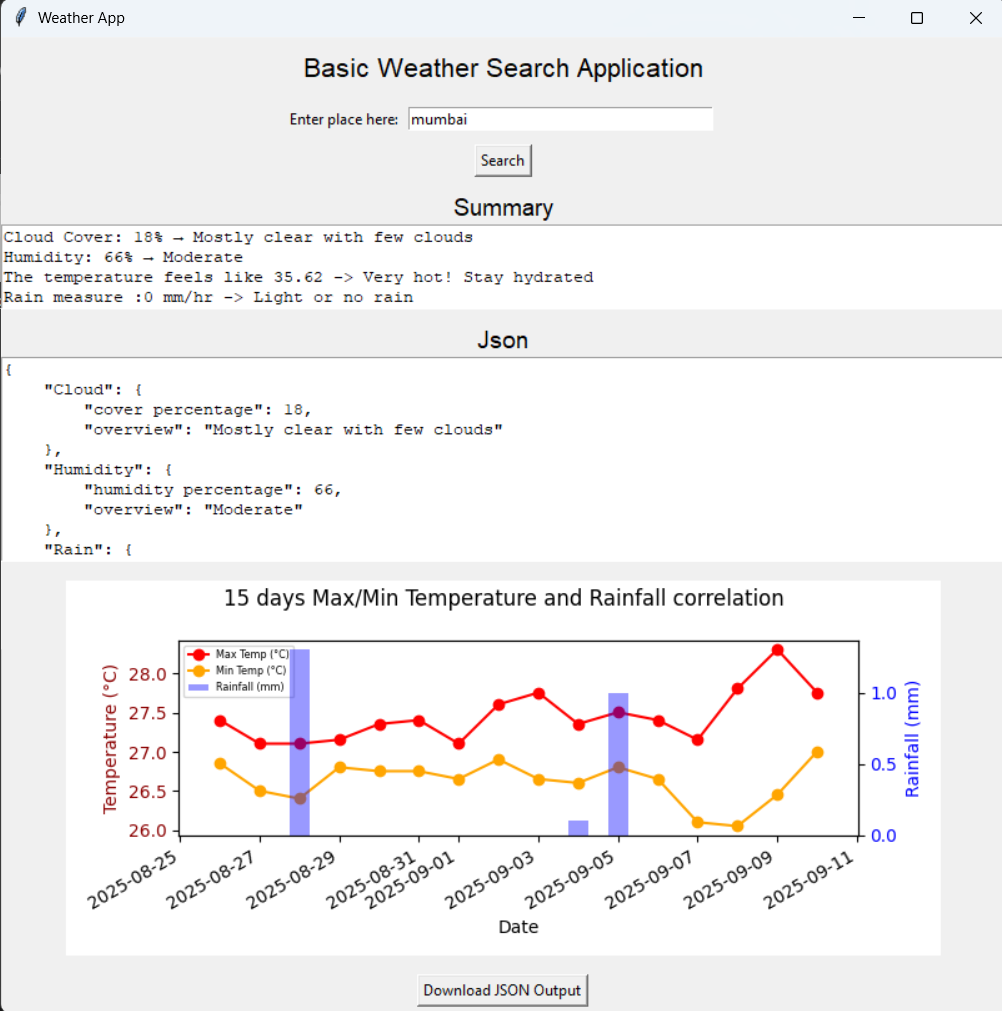 Weather App
Basic Weather Search Application
Enter place here: mumbai
Search
Summary
Cloud Cover: 18% → Mostly clear with few clouds
Humidity: 66% → Moderate
The temperature feels like 35.62 -> Very hot! Stay hydrated
Rain measure :0 mm/hr -> Light or no rain
Json
{
    "Cloud": {
        "cover percentage": 18,
        "overview": "Mostly clear with few clouds"
    },
    "Humidity": {
        "humidity percentage": 66,
        "overview": "Moderate"
    },
    "Rain": {
15 days Max/Min Temperature and Rainfall correlation
Max Temp (°C)
Min Temp (°C)
Rainfall (mm)
Temperature (°C)
28.0
27.5
27.0
26.5
26.0
1.0
0.5
0.0
Rainfall (mm)
2025-08-25
2025-08-27
2025-08-29
2025-08-31
2025-09-01
2025-09-03
2025-09-05
2025-09-07
2025-09-09
2025-09-11
Date
Download JSON Output